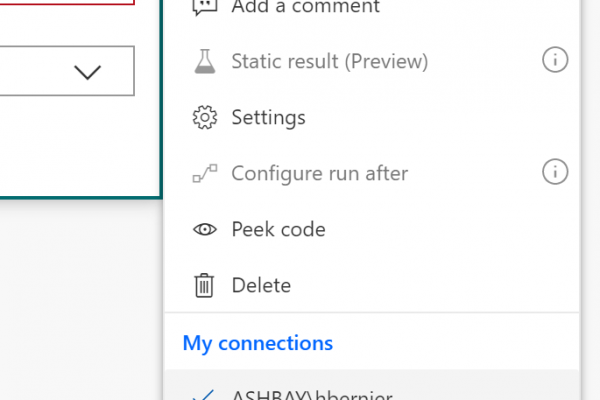 Add a comment
Static result (Preview)
Settings
Configure run after
Peek code
Delete
My connections
ASHBAY\hbernier